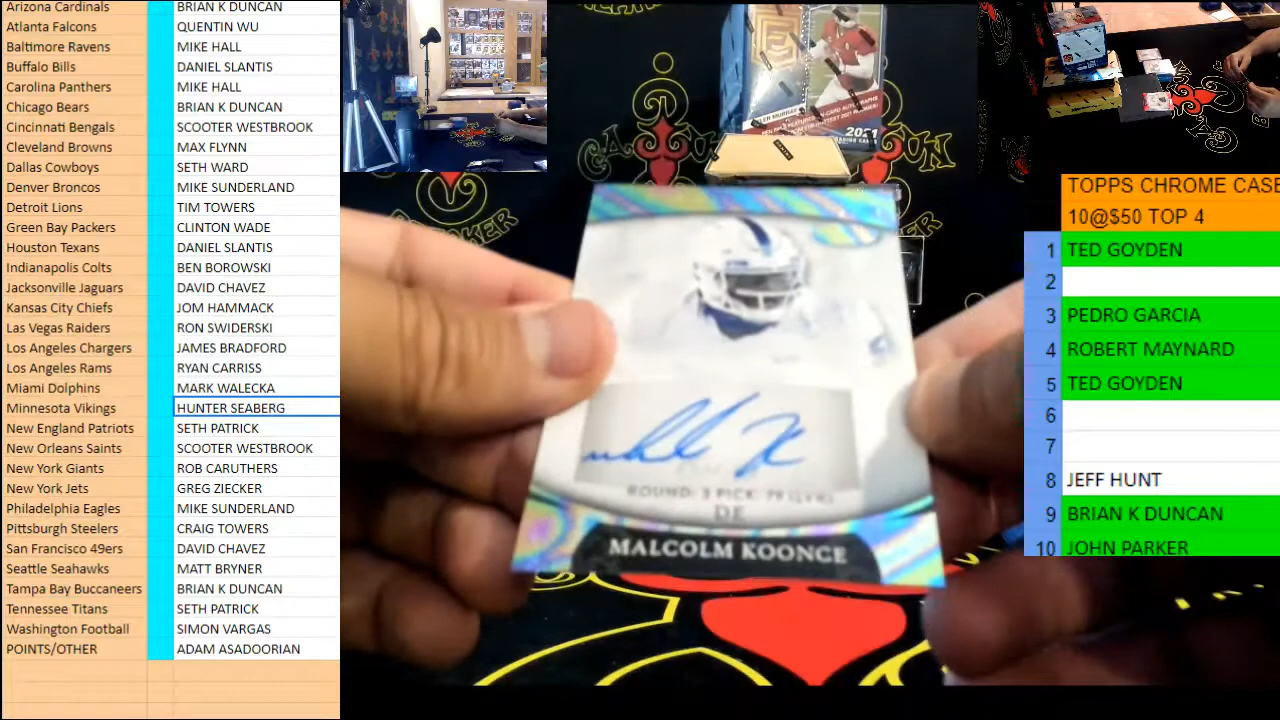 Arizona Cardinals BRIAN K DUNCAN
Atlanta Falcons QUENTIN WU
Baltimore Ravens MIKE HALL
Buffalo Bills DANIEL SLANTIS
Carolina Panthers MIKE HALL
Chicago Bears BRIAN K DUNCAN
Cincinnati Bengals SCOOTER WESTBROOK
Cleveland Browns MAX FLYNN
Dallas Cowboys SETH WARD
Denver Broncos MIKE SUNDERLAND
Detroit Lions TIM TOWERS
Green Bay Packers CLINTON WADE
Houston Texans DANIEL SLANTIS
Indianapolis Colts BEN BOROWSKI
Jacksonville Jaguars DAVID CHAVEZ
Kansas City Chiefs JOM HAMMACK
Las Vegas Raiders RON SWIDERSKI
Los Angeles Chargers JAMES BRADFORD
Los Angeles Rams RYAN CARRISS
Miami Dolphins MARK WALECKA
Minnesota Vikings HUNTER SEABERG
New England Patriots SETH PATRICK
New Orleans Saints SCOOTER WESTBROOK
New York Giants ROB CARUTHERS
New York Jets GREG ZIECKER
Philadelphia Eagles MIKE SUNDERLAND
Pittsburgh Steelers CRAIG TOWERS
San Francisco 49ers DAVID CHAVEZ
Seattle Seahawks MATT BRYNER
Tampa Bay Buccaneers BRIAN K DUNCAN
Tennessee Titans SETH PATRICK
Washington Football SIMON VARGAS
POINTS/OTHER ADAM ASADOORIAN
2021
ROUND: 3 PICK: 79
DE
MALCOLM KOONCE
TOPPS CHROME CASE
10@$50 TOP 4
1 TED GOYDEN
2
3 PEDRO GARCIA
4 ROBERT MAYNARD
5 TED GOYDEN
6
7
8 JEFF HUNT
9 BRIAN K DUNCAN
10 JOHN PARKER